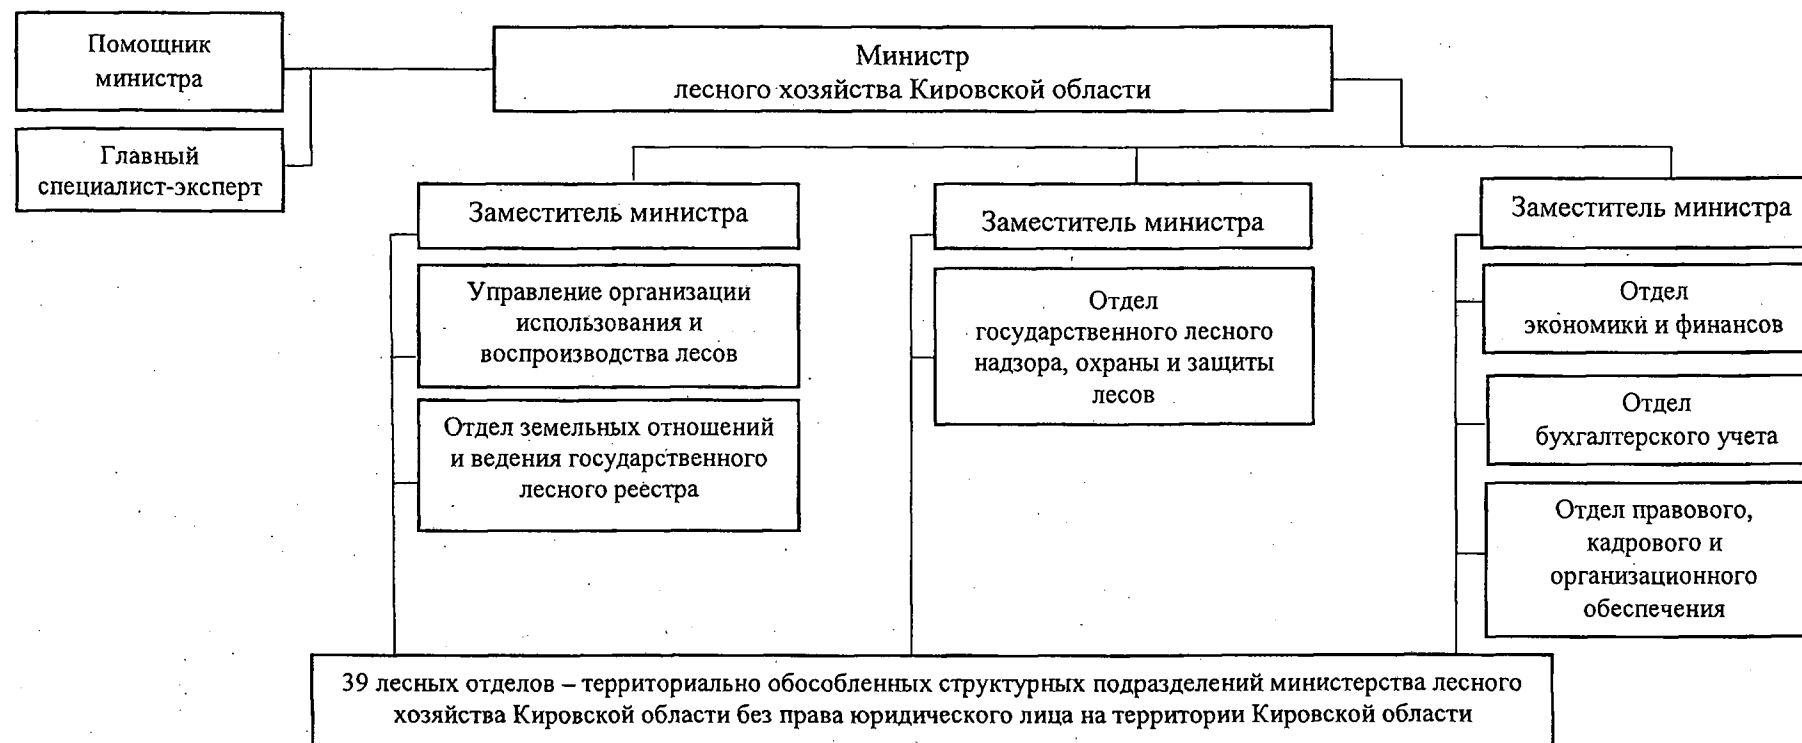 Помощник
министра
Министр
лесного хозяйства Кировской области
Главный
специалист-эксперт
Заместитель министра
Заместитель министра
Заместитель министра
Управление организации
использования и
воспроизводства лесов
Отдел земельных отношений
и ведения государственного
лесного реестра
Отдел
государственного лесного
надзора, охраны и защиты
лесов
Отдел
экономики и финансов
Отдел
бухгалтерского учета
Отдел правового,
кадрового и
организационного
обеспечения
39 лесных отделов – территориально обособленных структурных подразделений министерства лесного
хозяйства Кировской области без права юридического лица на территории Кировской области